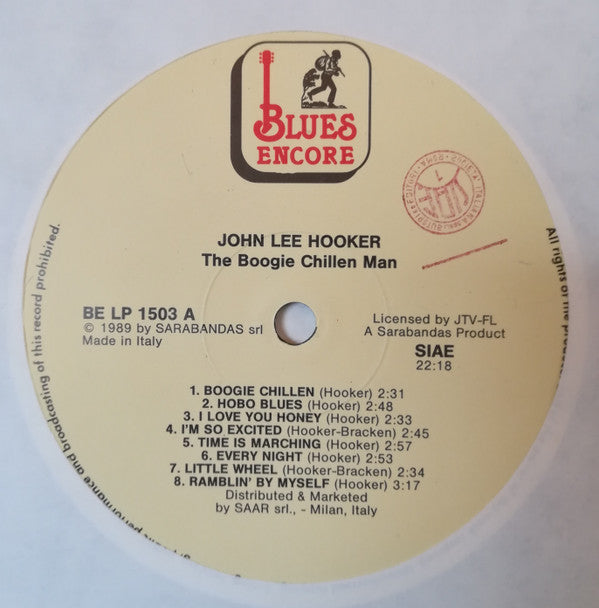 BLUES
ENCORE
SIAE
JOHN LEE HOOKER
The Boogie Chillen Man
BE LP 1503 A
© 1989 by SARABANDAS srl
Made in Italy
Licensed by JTV-FL
A Sarabandas Product
SIAE
22:18
1. BOOGIE CHILLEN (Hooker) 2:31
2. HOBO BLUES (Hooker) 2:48
3. I LOVE YOU HONEY (Hooker) 2:33
4. I'M SO EXCITED (Hooker-Bracken) 2:45
5. TIME IS MARCHING (Hooker) 2:57
6. EVERY NIGHT (Hooker) 2:53
7. LITTLE WHEEL (Hooker-Bracken) 2:34
8. RAMBLIN' BY MYSELF (Hooker) 3:17
Distributed & Marketed
by SAAR srl., - Milan, Italy
All rights of the
performance and broadcasting of this record prohibited.